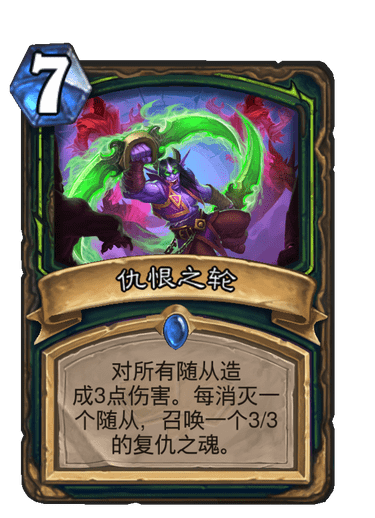 7
仇恨之轮
对所有随从造
成3点伤害。每消灭一
个随从，召唤一个3/3
的复仇之魂。